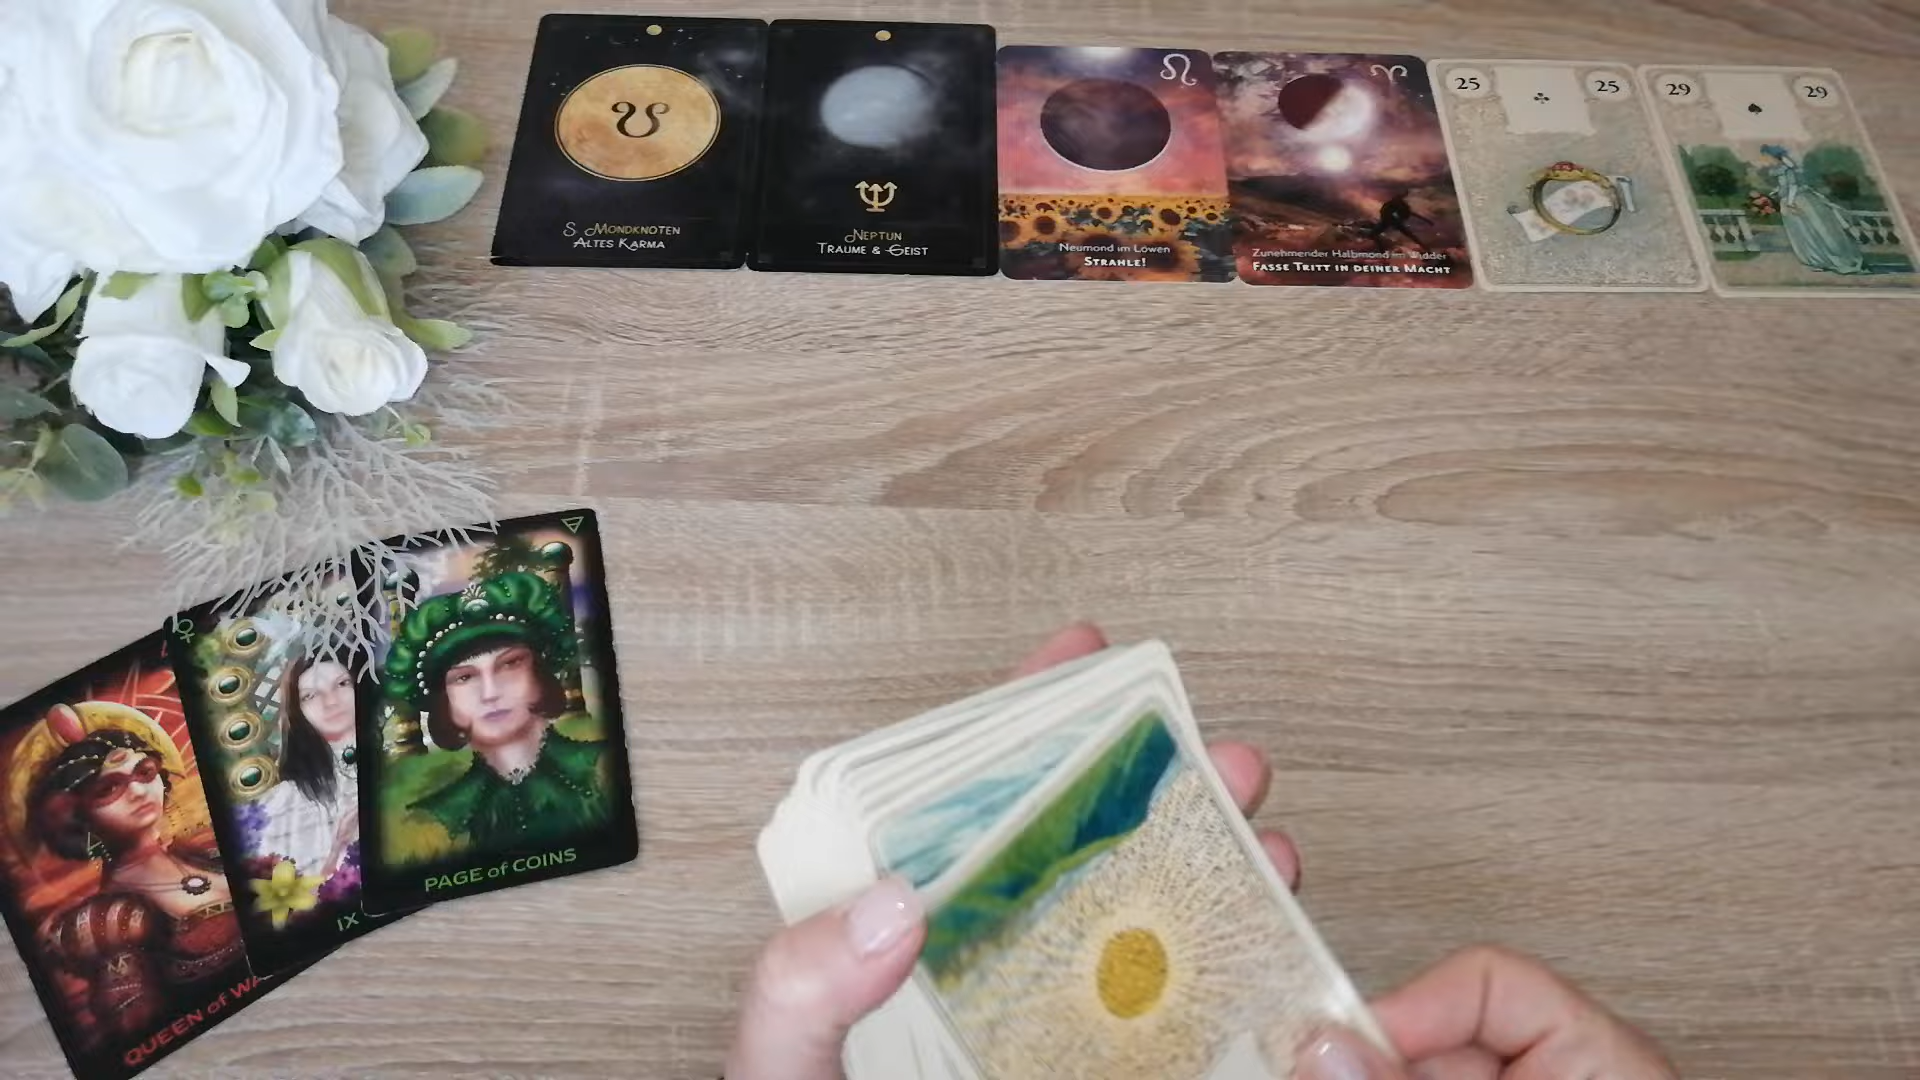 S. MONDKNOTEN
ALTES KARMA
NEPTUN
TRÄUME & GEIST
Neumond im Löwen
STRAHLE!
Zunehmender Halbmond im Widder
FASSE TRITT IN DEINER MACHT
25 25
29 29
QUEEN of WA
IX
PAGE of COINS